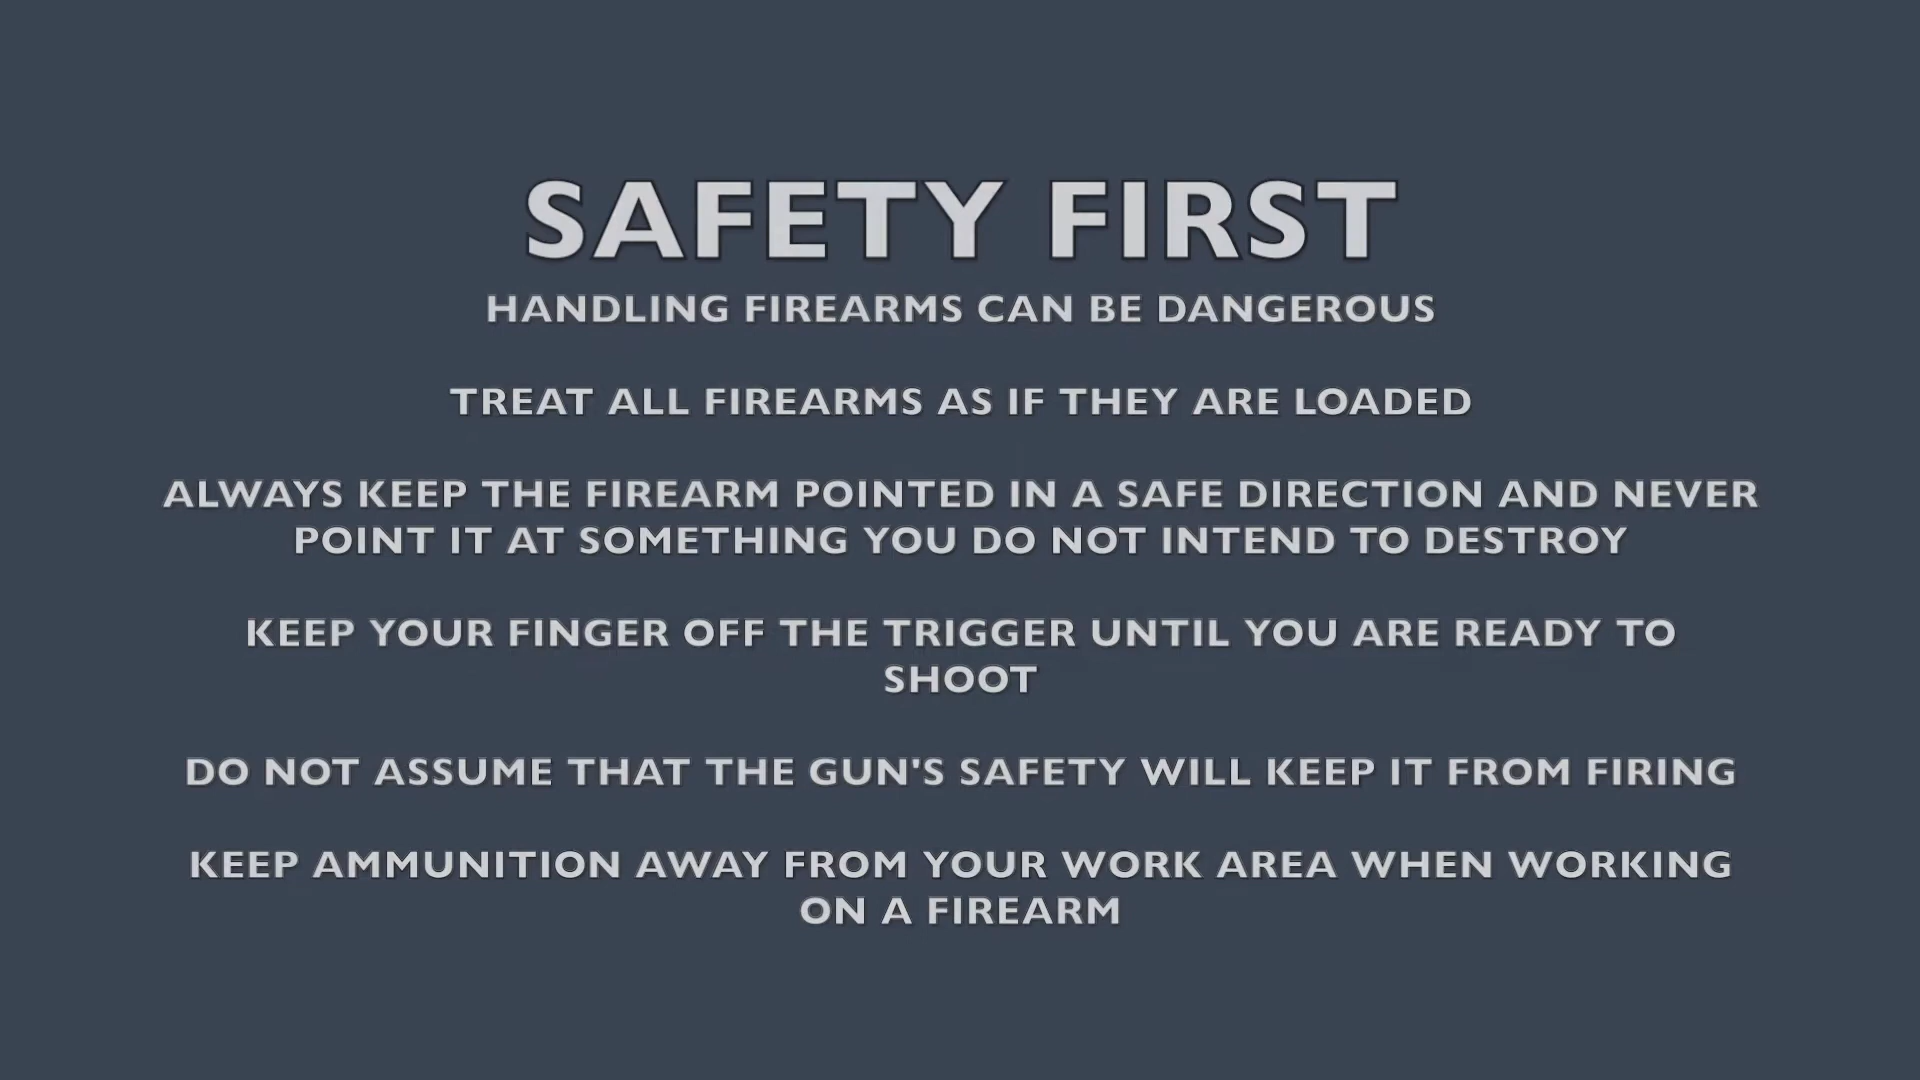 SAFETY FIRST
HANDLING FIREARMS CAN BE DANGEROUS
TREAT ALL FIREARMS AS IF THEY ARE LOADED
ALWAYS KEEP THE FIREARM POINTED IN A SAFE DIRECTION AND NEVER
POINT IT AT SOMETHING YOU DO NOT INTEND TO DESTROY
KEEP YOUR FINGER OFF THE TRIGGER UNTIL YOU ARE READY TO
SHOOT
DO NOT ASSUME THAT THE GUN'S SAFETY WILL KEEP IT FROM FIRING
KEEP AMMUNITION AWAY FROM YOUR WORK AREA WHEN WORKING
ON A FIREARM